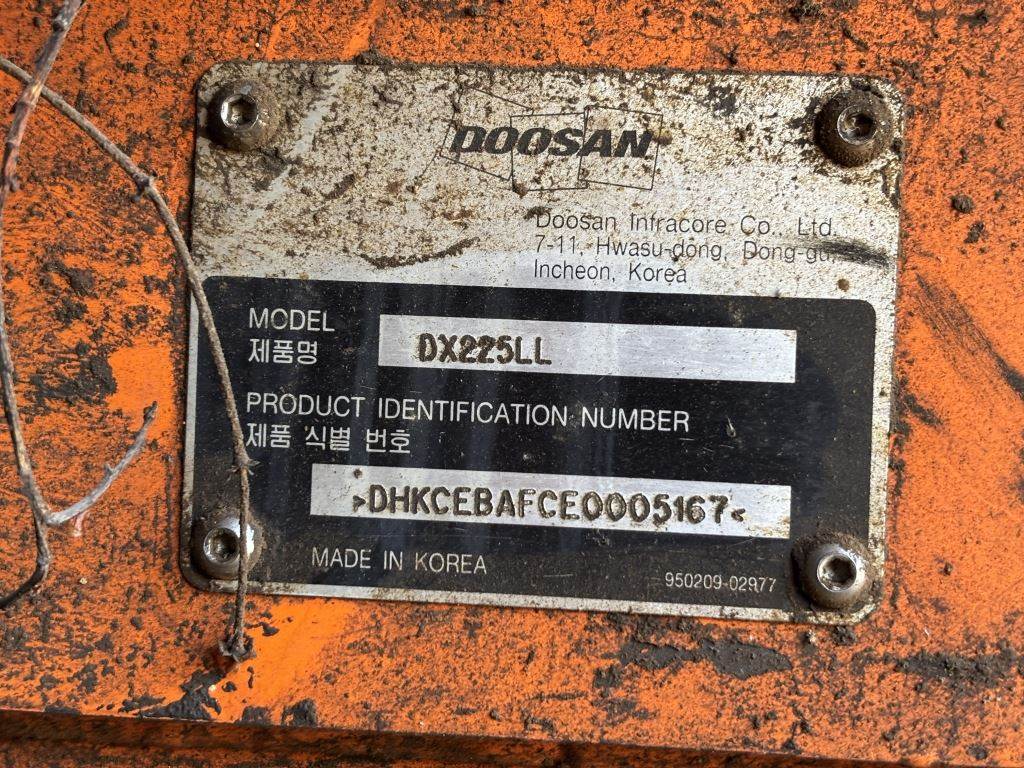 DOOSAN
Doosan Infracore Co., Ltd.
7-11, Hwasu-dong, Dong-gu,
Incheon, Korea
MODEL
제품명
DX225LL
PRODUCT IDENTIFICATION NUMBER
제품 식별 번호
>DHKCEBAFCE0005167<
MADE IN KOREA
950209-02977